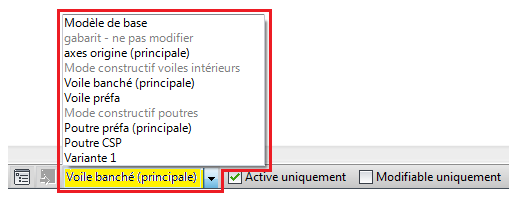 Modèle de base
gabarit - ne pas modifier
axes origine (principale)
Mode constructif voiles intérieurs
Voile banché (principale)
Voile préfa
Mode constructif poutres
Poutre préfa (principale)
Poutre CSP
Variante 1
Voile banché (principale) Active uniquement Modifiable uniquement